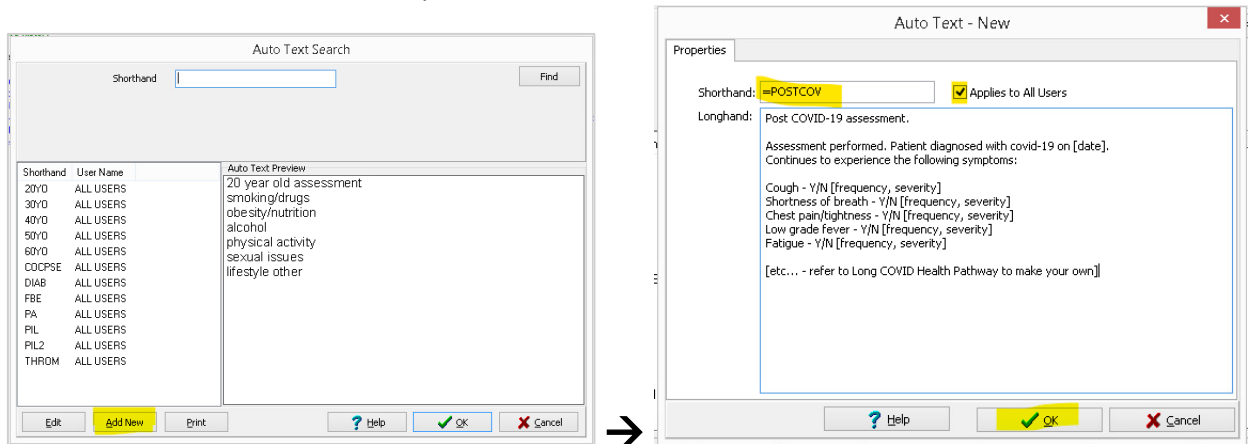 Auto Text Search
Shorthand
Find
Shorthand User Name
20YO ALL USERS
30YO ALL USERS
40YO ALL USERS
50YO ALL USERS
60YO ALL USERS
COCPSE ALL USERS
DIAB ALL USERS
FBE ALL USERS
PA ALL USERS
PIL ALL USERS
PIL2 ALL USERS
THROM ALL USERS
Auto Text Preview
20 year old assessment
smoking/drugs
obesity/nutrition
alcohol
physical activity
sexual issues
lifestyle other
Edit Add New Print ? Help OK Cancel
Auto Text - New
Properties
Shorthand: =POSTCOV Applies to All Users
Longhand: Post COVID-19 assessment.
Assessment performed. Patient diagnosed with covid-19 on [date].
Continues to experience the following symptoms:
Cough - Y/N [frequency, severity]
Shortness of breath - Y/N [frequency, severity]
Chest pain/tightness - Y/N [frequency, severity]
Low grade fever - Y/N [frequency, severity]
Fatigue - Y/N [frequency, severity]
[etc... - refer to Long COVID Health Pathway to make your own]
? Help OK Cancel